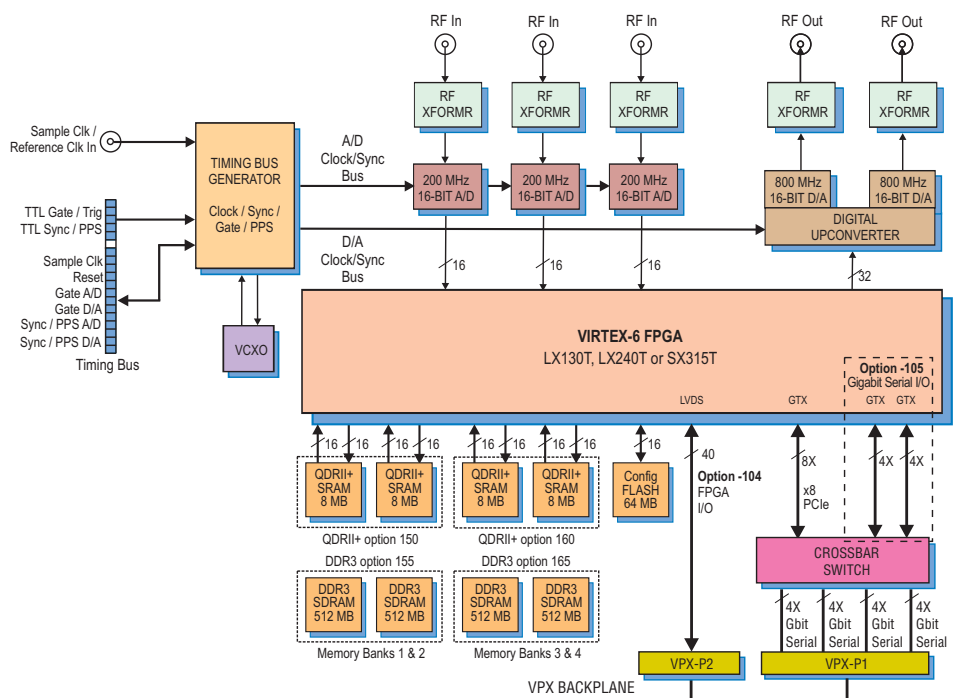 RF In
RF In
RF In
RF Out
RF Out
RF
XFORMR
RF
XFORMR
RF
XFORMR
RF
XFORMR
RF
XFORMR
Sample Clk /
Reference Clk In
TIMING BUS
GENERATOR
Clock / Sync /
Gate / PPS
A/D
Clock/Sync
Bus
200 MHz
16-BIT A/D
200 MHz
16-BIT A/D
200 MHz
16-BIT A/D
800 MHz
16-BIT D/A
800 MHz
16-BIT D/A
DIGITAL
UPCONVERTER
TTL Gate / Trig
TTL Sync / PPS
Sample Clk
Reset
Gate A/D
Gate D/A
Sync / PPS A/D
Sync / PPS D/A
Timing Bus
D/A
Clock/Sync
Bus
16
16
16
32
VCXO
VIRTEX-6 FPGA
LX130T, LX240T or SX315T
Option -105
Gigabit Serial I/O
LVDS
GTX
GTX
GTX
16
16
16
16
16
16
16
16
16
40
8X
4X
4X
QDRII+
SRAM
8 MB
QDRII+
SRAM
8 MB
QDRII+
SRAM
8 MB
QDRII+
SRAM
8 MB
Config
FLASH
64 MB
Option -104
FPGA
I/O
x8
PCIe
QDRII+ option 150
QDRII+ option 160
DDR3 option 155
DDR3 option 165
DDR3
SDRAM
512 MB
DDR3
SDRAM
512 MB
DDR3
SDRAM
512 MB
DDR3
SDRAM
512 MB
Memory Banks 1 & 2
Memory Banks 3 & 4
CROSSBAR
SWITCH
4X
Gbit
Serial
4X
Gbit
Serial
4X
Gbit
Serial
4X
Gbit
Serial
VPX-P2
VPX-P1
VPX BACKPLANE